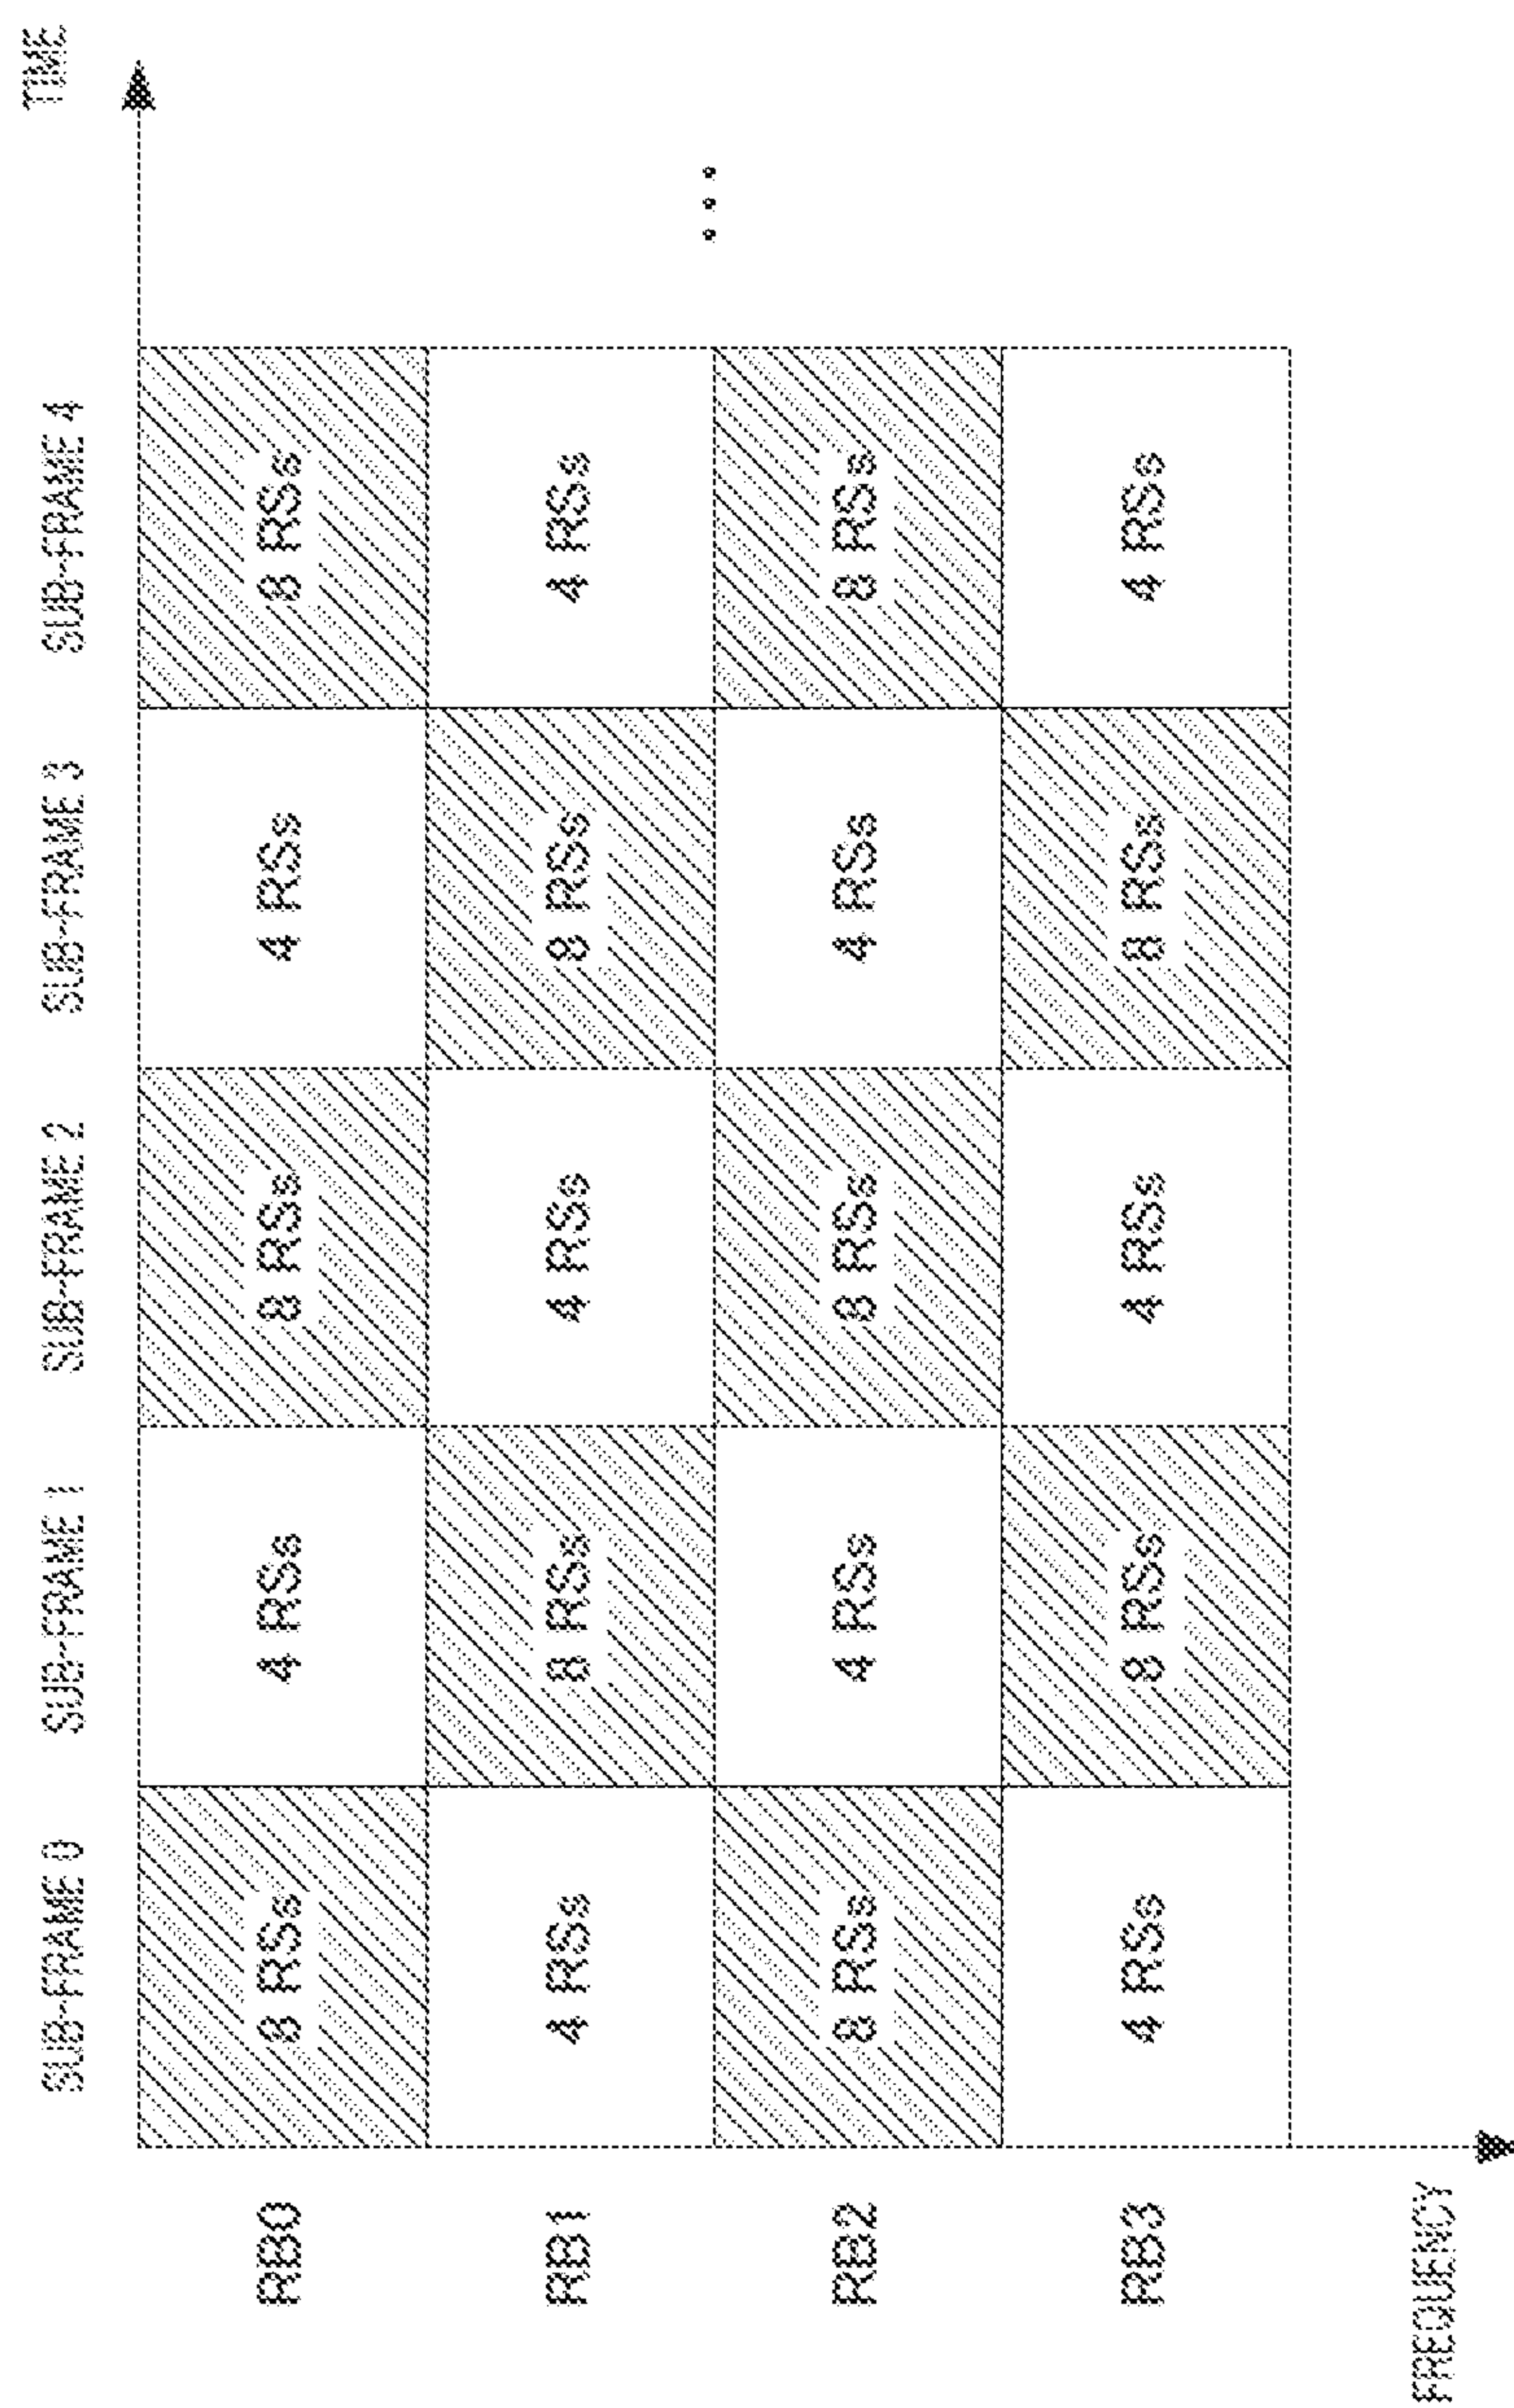 TIME
SUB-FRAME 0 SUB-FRAME 1 SUB-FRAME 2 SUB-FRAME 3 SUB-FRAME 4
RB0 8 RSs 4 RSs 8 RSs 4 RSs 8 RSs
RB1 4 RSs 8 RSs 4 RSs 8 RSs 4 RSs
...
RB2 8 RSs 4 RSs 8 RSs 4 RSs 8 RSs
RB3 4 RSs 8 RSs 4 RSs 8 RSs 4 RSs
FREQUENCY